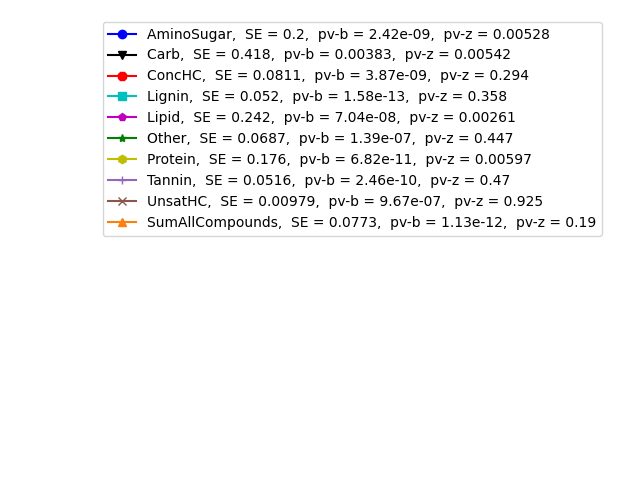 AminoSugar,  SE = 0.2,  pv-b = 2.42e-09,  pv-z = 0.00528
Carb,  SE = 0.418,  pv-b = 0.00383,  pv-z = 0.00542
ConcHC,  SE = 0.0811,  pv-b = 3.87e-09,  pv-z = 0.294
Lignin,  SE = 0.052,  pv-b = 1.58e-13,  pv-z = 0.358
Lipid,  SE = 0.242,  pv-b = 7.04e-08,  pv-z = 0.00261
Other,  SE = 0.0687,  pv-b = 1.39e-07,  pv-z = 0.447
Protein,  SE = 0.176,  pv-b = 6.82e-11,  pv-z = 0.00597
Tannin,  SE = 0.0516,  pv-b = 2.46e-10,  pv-z = 0.47
UnsatHC,  SE = 0.00979,  pv-b = 9.67e-07,  pv-z = 0.925
SumAllCompounds,  SE = 0.0773,  pv-b = 1.13e-12,  pv-z = 0.19